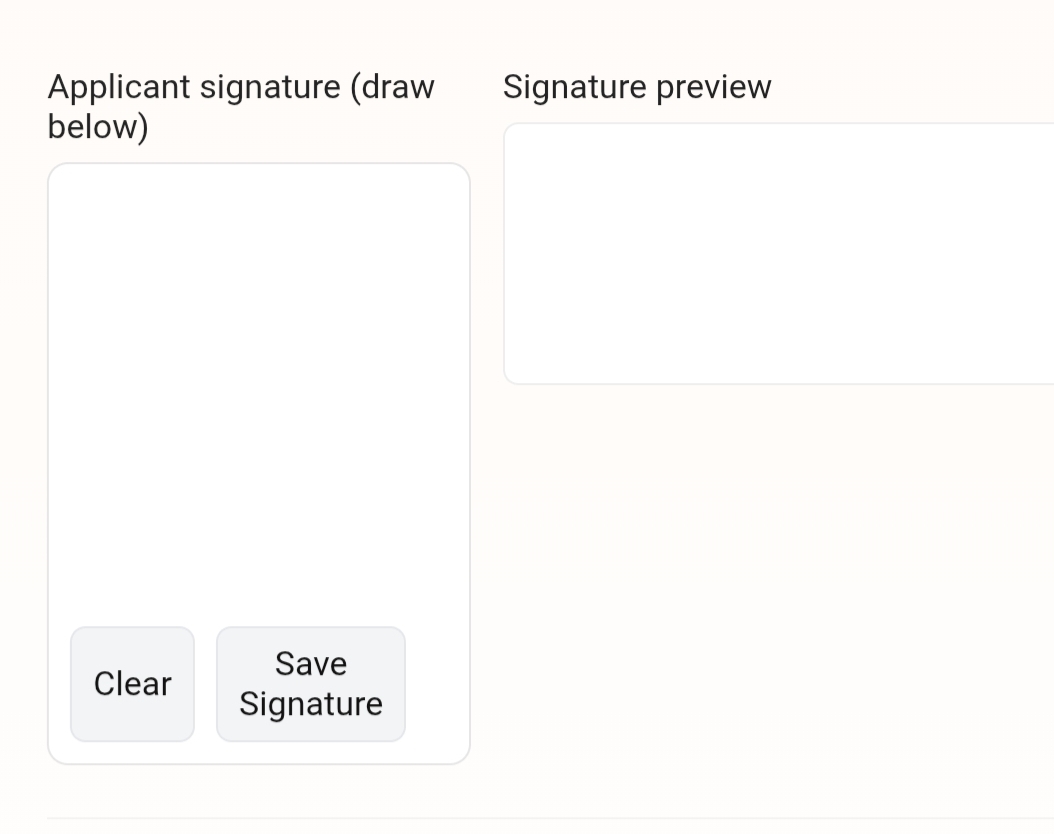 Applicant signature (draw
below)
Signature preview
Clear
Save
Signature